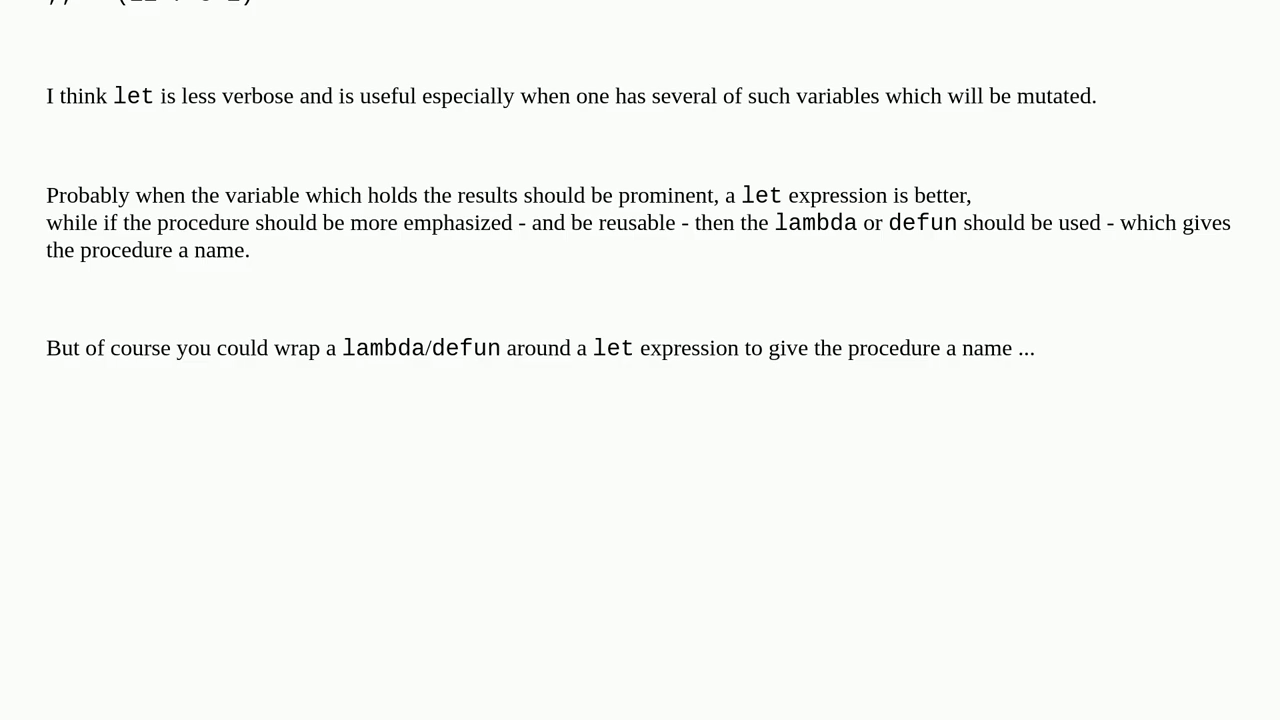 I think let is less verbose and is useful especially when one has several of such variables which will be mutated.
Probably when the variable which holds the results should be prominent, a let expression is better,
while if the procedure should be more emphasized - and be reusable - then the lambda or defun should be used - which gives
the procedure a name.
But of course you could wrap a lambda/defun around a let expression to give the procedure a name ...